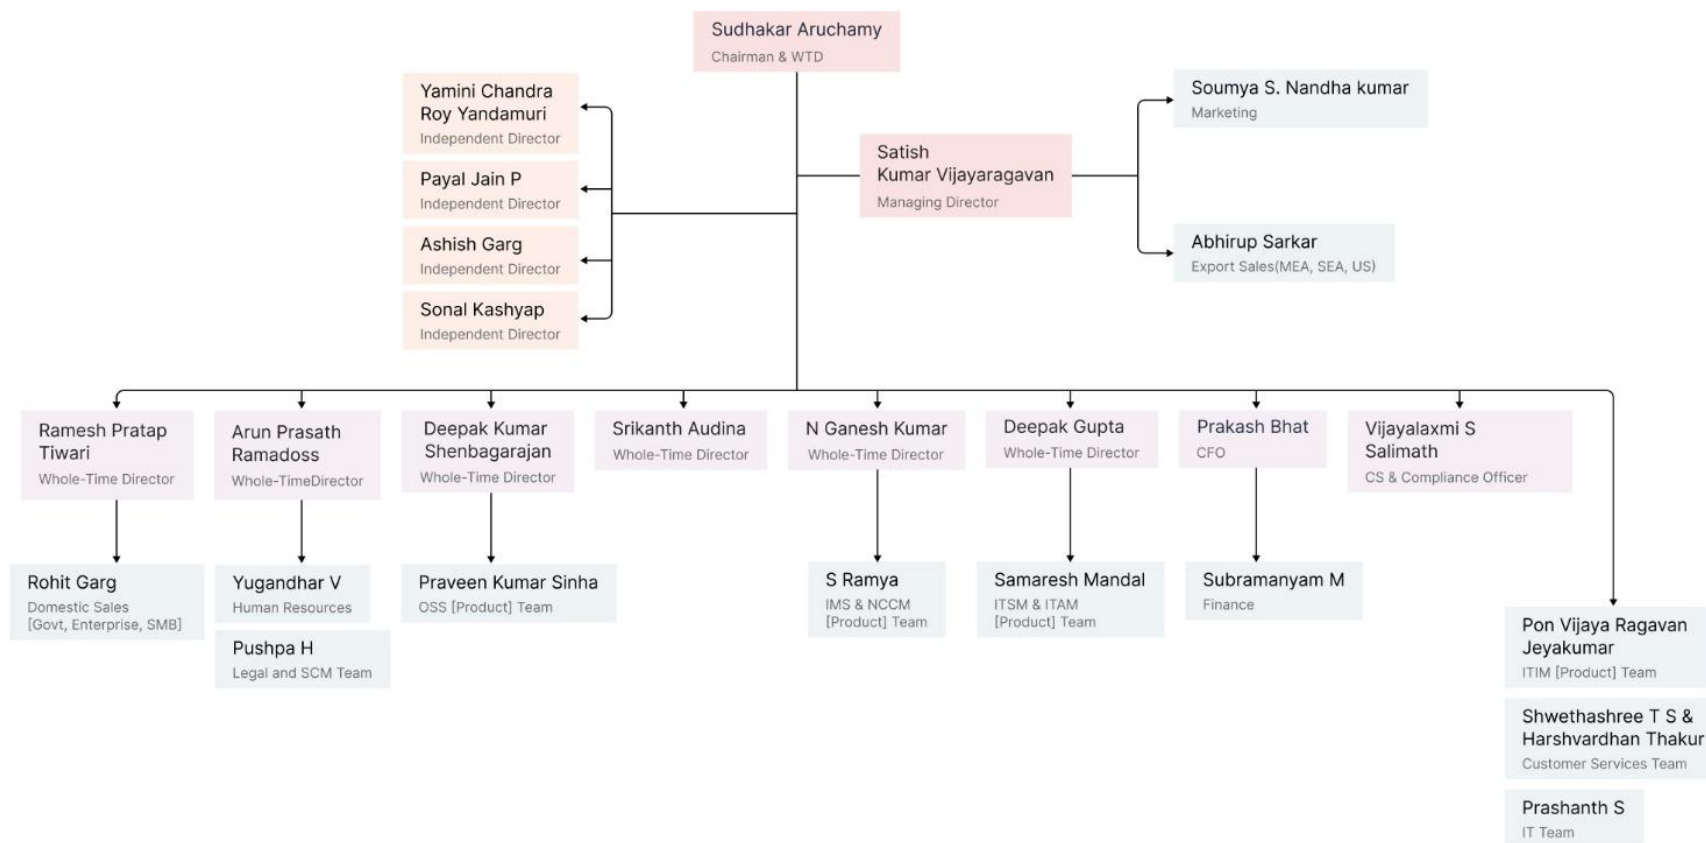 Sudhakar Aruchamy
Chairman & WTD
Yamini Chandra
Roy Yandamuri
Independent Director
Payal Jain P
Independent Director
Ashish Garg
Independent Director
Sonal Kashyap
Independent Director
Satish
Kumar Vijayaragavan
Managing Director
Soumya S. Nandha kumar
Marketing
Abhirup Sarkar
Export Sales(MEA, SEA, US)
Ramesh Pratap
Tiwari
Whole-Time Director
Arun Prasath
Ramadoss
Whole-TimeDirector
Deepak Kumar
Shenbagarajan
Whole-Time Director
Srikanth Audina
Whole-Time Director
N Ganesh Kumar
Whole-Time Director
Deepak Gupta
Whole-Time Director
Prakash Bhat
CFO
Vijayalaxmi S
Salimath
CS & Compliance Officer
Rohit Garg
Domestic Sales
[Govt, Enterprise, SMB]
Yugandhar V
Human Resources
Pushpa H
Legal and SCM Team
Praveen Kumar Sinha
OSS [Product] Team
S Ramya
IMS & NCCM
[Product] Team
Samaresh Mandal
ITSM & ITAM
[Product] Team
Subramanyam M
Finance
Pon Vijaya Ragavan
Jeyakumar
ITIM [Product] Team
Shwethashree T S &
Harshvardhan Thakur
Customer Services Team
Prashanth S
IT Team